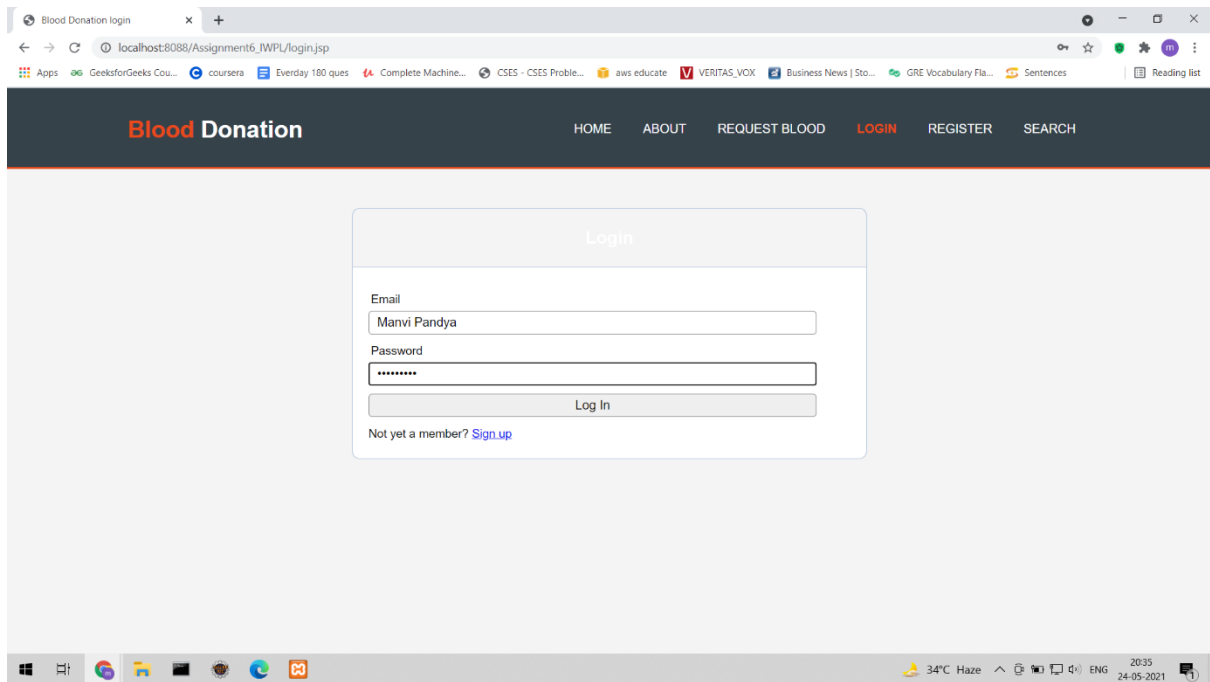 Blood Donation login
localhost:8088/Assignment6_IWPL/login.jsp
Apps GeeksforGeeks Cou... coursera Everday 180 ques Complete Machine... CSES - CSES Proble... aws educate VERITAS_VOX Business News | Sto... GRE Vocabulary Fla... Sentences Reading list
Blood Donation HOME ABOUT REQUEST BLOOD LOGIN REGISTER SEARCH
Login
Email
Manvi Pandya
Password
•••••••••
Log In
Not yet a member? Sign up
34°C Haze ENG 20:35
24-05-2021